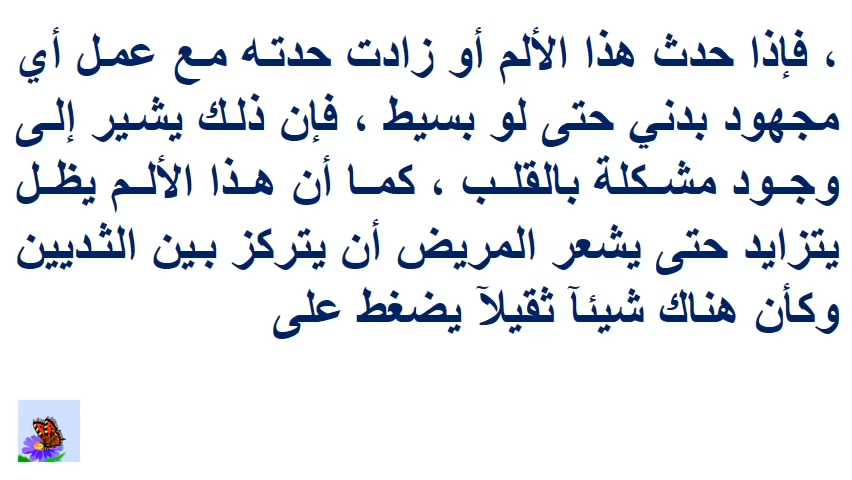 ، فإذا حدث هذا الألم أو زادت حدته مع عمل أي
مجهود بدني حتى لو بسيط ، فإن ذلك يشير إلى
وجود مشكلة بالقلب ، كما أن هذا الألم يظل
يتزايد حتى يشعر المريض أن يتركز بين الثديين
وكأن هناك شيئآ ثقيلآ يضغط على